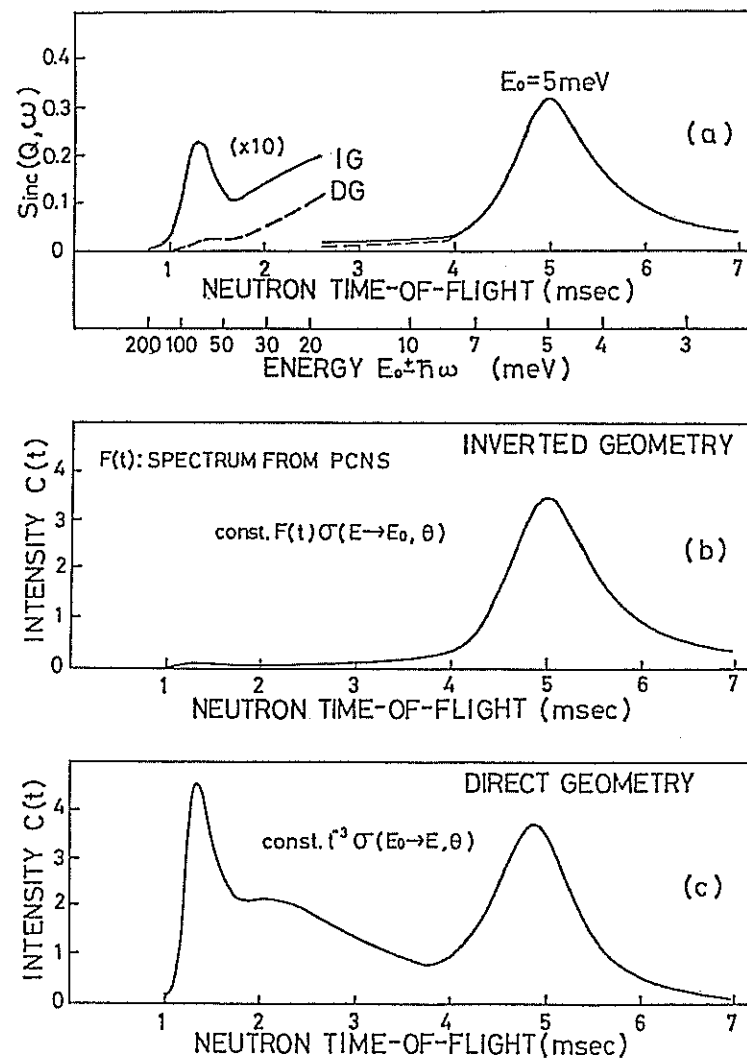 0.4
0.3
0.2
0.1
0
Sinc(Q,ω)
E₀=5meV
(a)
(x10)
IG
DG
1 2 3 4 5 6 7
NEUTRON TIME-OF-FLIGHT (msec)
200 100 50 30 20 10 7 5 4 3
ENERGY E₀±ħω (meV)
INTENSITY C(t)
4
3
2
1
0
F(t): SPECTRUM FROM PCNS
INVERTED GEOMETRY
const. F(t)σ(E→E₀, θ)
(b)
1 2 3 4 5 6 7
NEUTRON TIME-OF-FLIGHT (msec)
INTENSITY C(t)
4
3
2
1
0
DIRECT GEOMETRY
const. t⁻³ σ(E₀→E,θ)
(c)
1 2 3 4 5 6 7
NEUTRON TIME-OF-FLIGHT (msec)